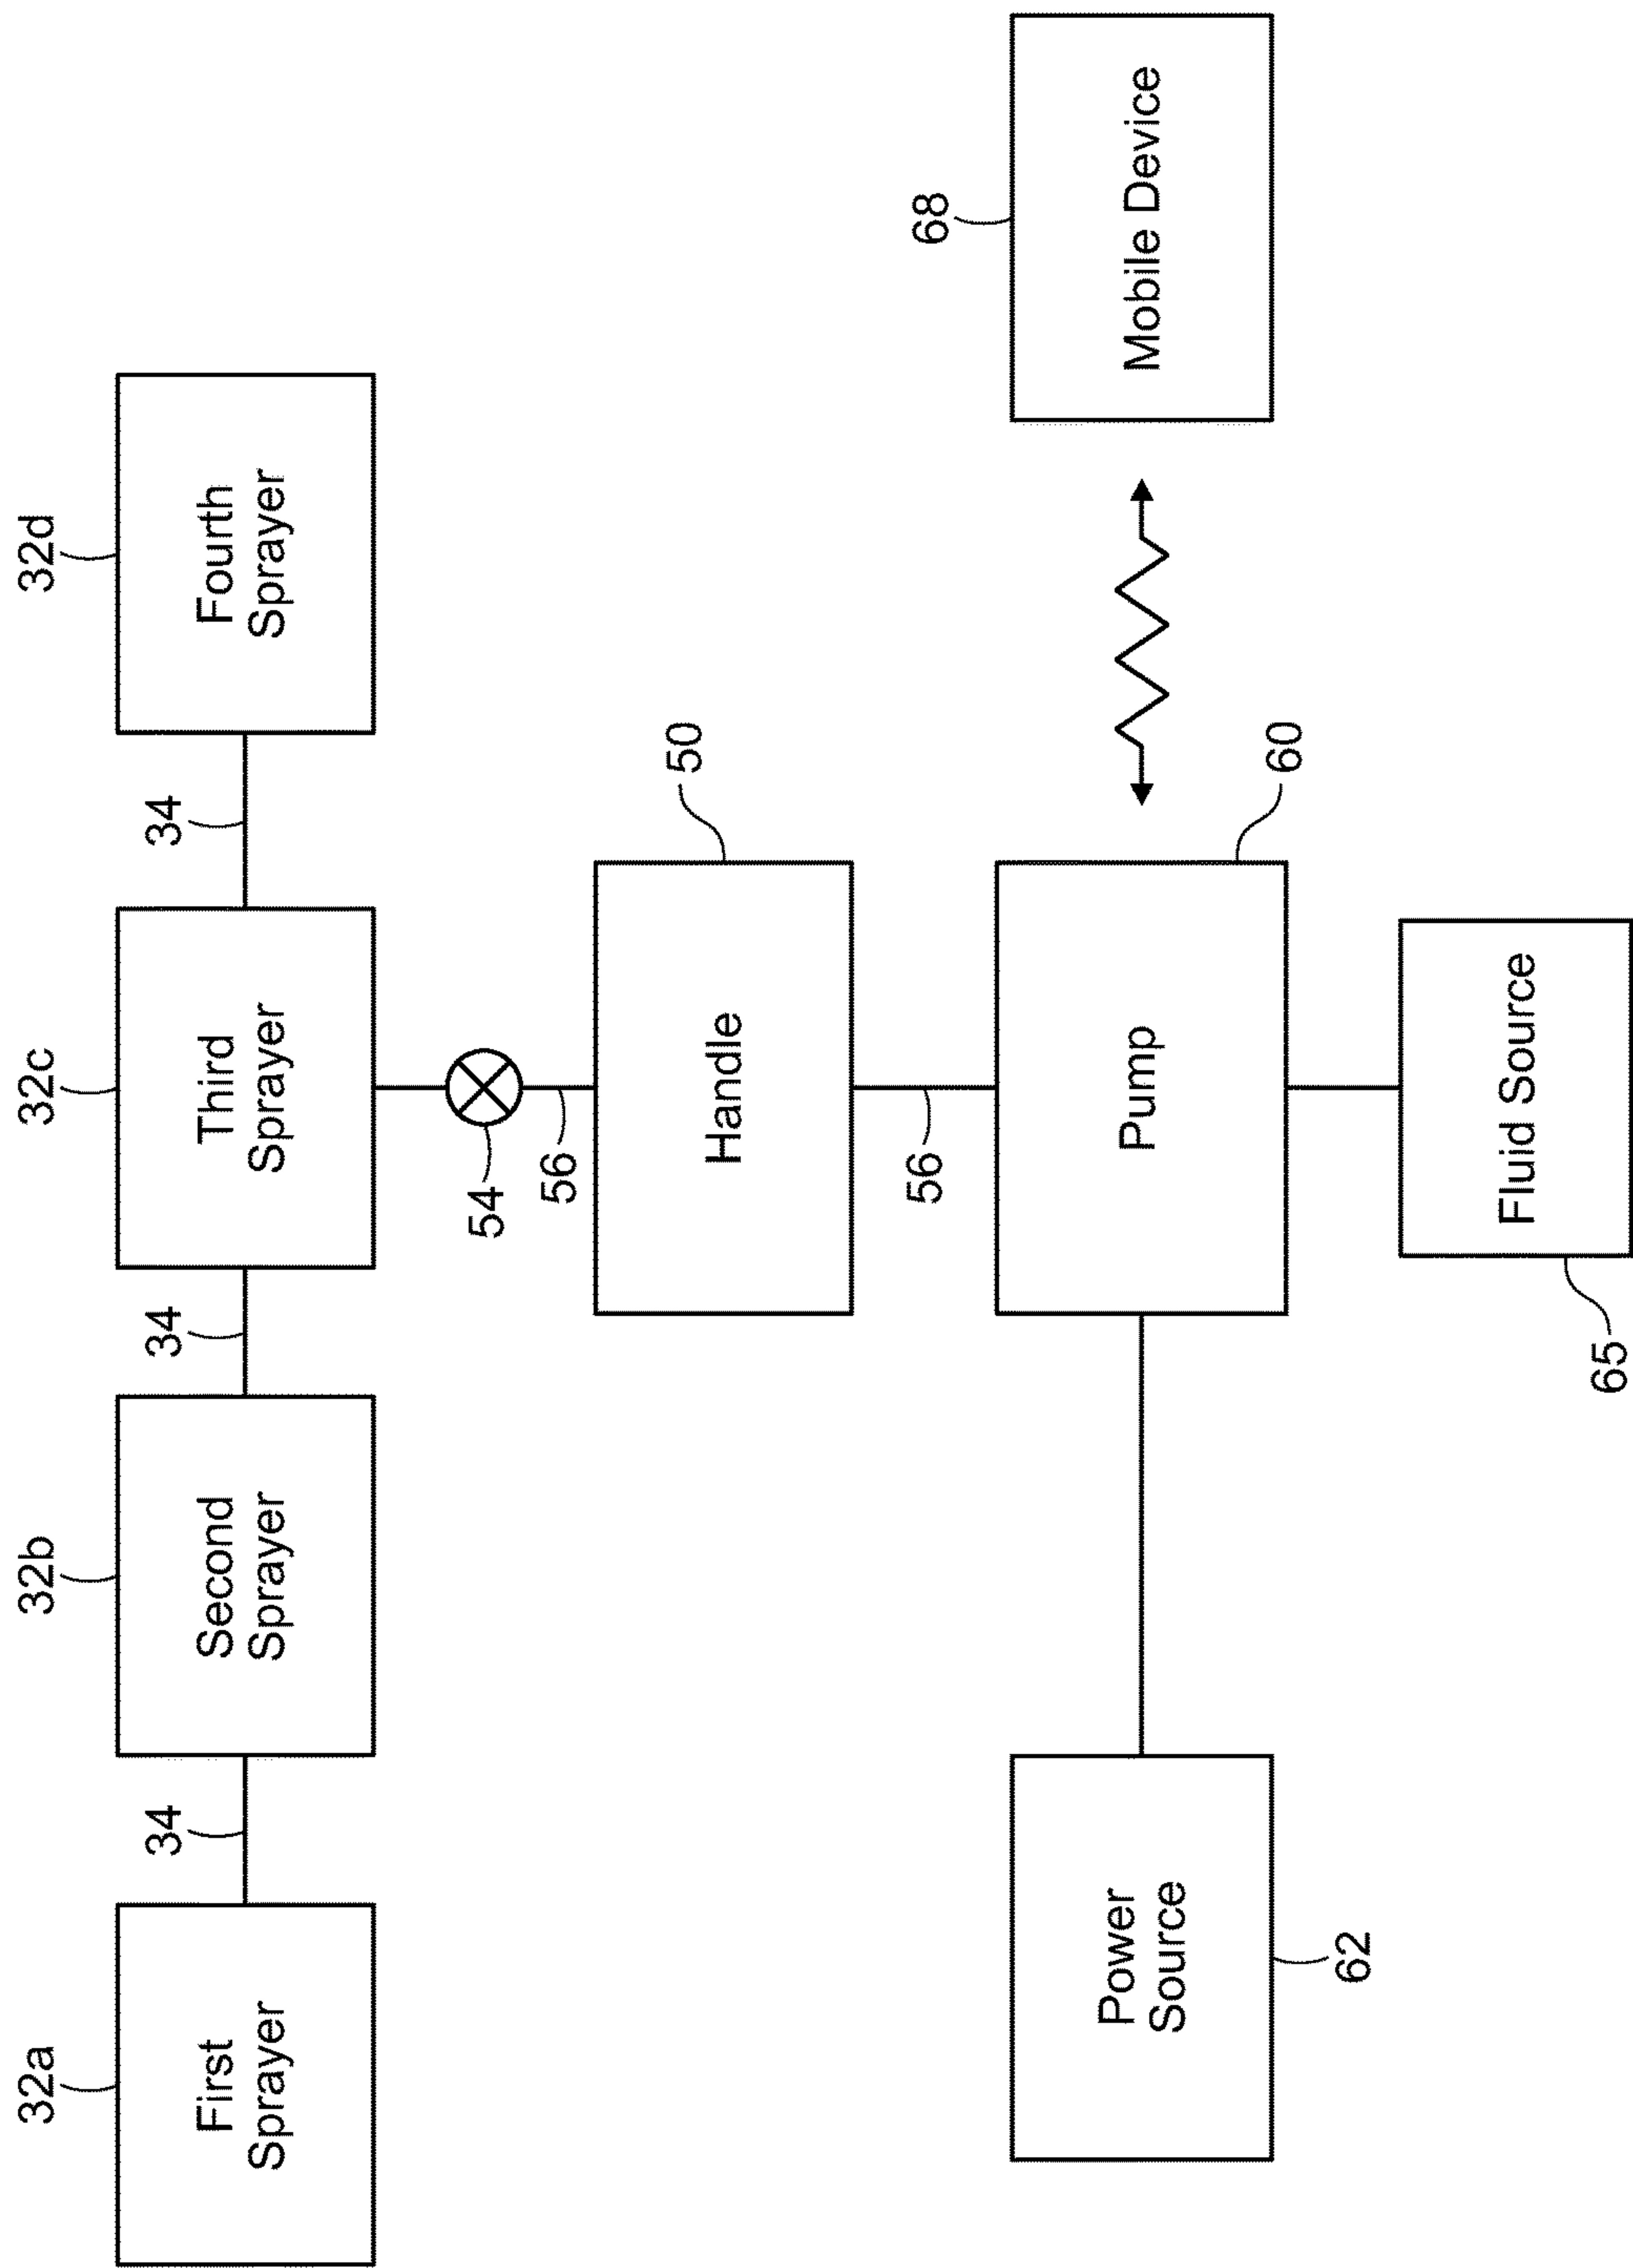 32a
32b
32c
32d
First
Sprayer
34
Second
Sprayer
34
Third
Sprayer
34
Fourth
Sprayer
54
56
Handle
50
56
68
Power
Source
Pump
Mobile Device
62
60
Fluid Source
65